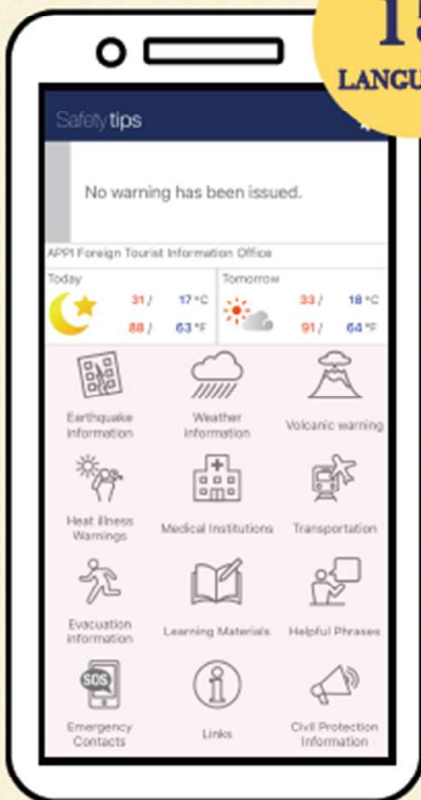 15
LANGU
Safety tips
No warning has been issued.
APPI Foreign Tourist Information Office
Today
31 / 17 °C
88 / 63 °F
Tomorrow
33 / 18 °C
91 / 64 °F
Earthquake
information
Weather
information
Volcanic warning
Heat illness
Warnings
Medical Institutions
Transportation
Evacuation
information
Learning Materials
Helpful Phrases
SOS
Emergency
Contacts
Links
Civil Protection
Information